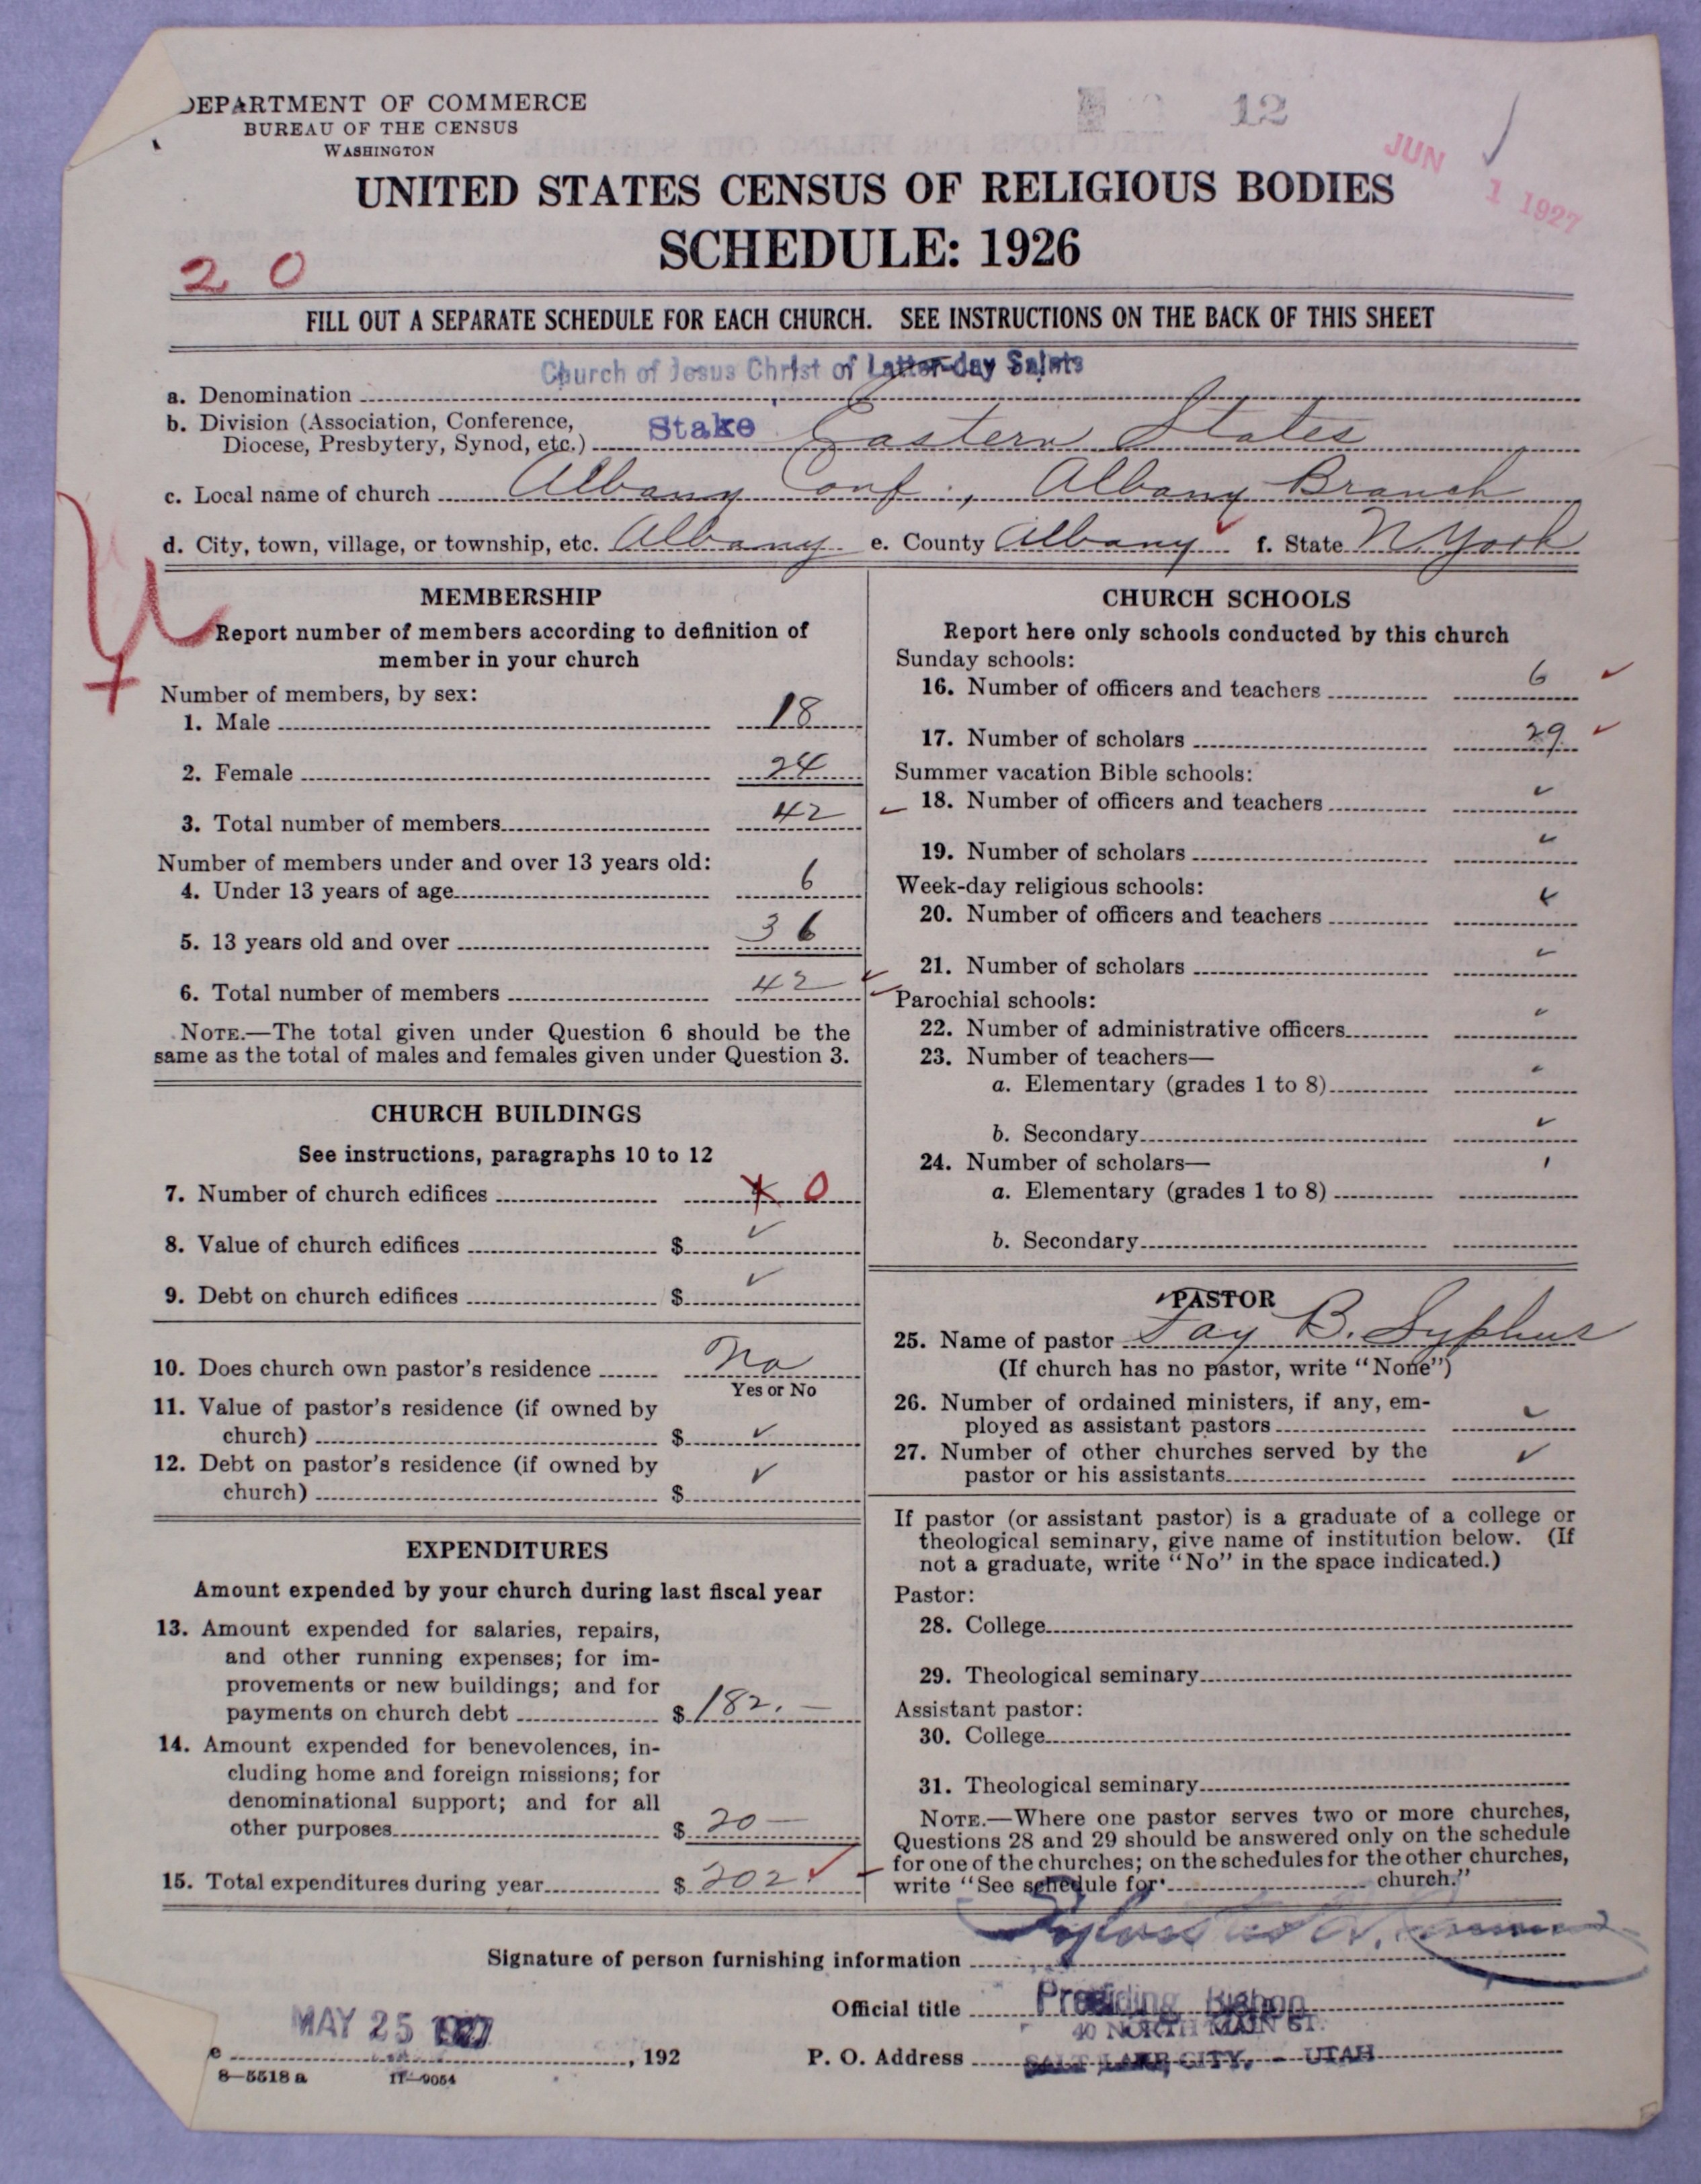 DEPARTMENT OF COMMERCE
BUREAU OF THE CENSUS
WASHINGTON
12
JUN 1 1927
UNITED STATES CENSUS OF RELIGIOUS BODIES
SCHEDULE: 1926
20
FILL OUT A SEPARATE SCHEDULE FOR EACH CHURCH. SEE INSTRUCTIONS ON THE BACK OF THIS SHEET
Church of Jesus Christ of Latter-day Saints
a. Denomination
b. Division (Association, Conference,
Diocese, Presbytery, Synod, etc.) Stake Eastern States
c. Local name of church Albany Conf., Albany Branch
d. City, town, village, or township, etc. Albany e. County Albany f. State N. York
MEMBERSHIP
Report number of members according to definition of
member in your church
Number of members, by sex:
1. Male 18
2. Female 24
3. Total number of members 42
Number of members under and over 13 years old:
4. Under 13 years of age 6
5. 13 years old and over 36
6. Total number of members 42
NOTE.—The total given under Question 6 should be the
same as the total of males and females given under Question 3.
CHURCH BUILDINGS
See instructions, paragraphs 10 to 12
7. Number of church edifices 0
8. Value of church edifices $ ✓
9. Debt on church edifices $ ✓
10. Does church own pastor's residence No
Yes or No
11. Value of pastor's residence (if owned by
church) $ ✓
12. Debt on pastor's residence (if owned by
church) $ ✓
EXPENDITURES
Amount expended by your church during last fiscal year
13. Amount expended for salaries, repairs,
and other running expenses; for im-
provements or new buildings; and for
payments on church debt $ 182.—
14. Amount expended for benevolences, in-
cluding home and foreign missions; for
denominational support; and for all
other purposes $ 20—
15. Total expenditures during year $ 202
CHURCH SCHOOLS
Report here only schools conducted by this church
Sunday schools:
16. Number of officers and teachers 6
17. Number of scholars 29
Summer vacation Bible schools:
18. Number of officers and teachers ✓
19. Number of scholars ✓
Week-day religious schools:
20. Number of officers and teachers ✓
21. Number of scholars ✓
Parochial schools:
22. Number of administrative officers ✓
23. Number of teachers—
a. Elementary (grades 1 to 8)
b. Secondary ✓
24. Number of scholars—
a. Elementary (grades 1 to 8)
b. Secondary
PASTOR
25. Name of pastor Fay B. Syphus
(If church has no pastor, write "None")
26. Number of ordained ministers, if any, em-
ployed as assistant pastors ✓
27. Number of other churches served by the
pastor or his assistants ✓
If pastor (or assistant pastor) is a graduate of a college or
theological seminary, give name of institution below. (If
not a graduate, write "No" in the space indicated.)
Pastor:
28. College
29. Theological seminary
Assistant pastor:
30. College
31. Theological seminary
NOTE.—Where one pastor serves two or more churches,
Questions 28 and 29 should be answered only on the schedule
for one of the churches; on the schedules for the other churches,
write "See schedule for church."
Signature of person furnishing information
Official title Presiding Bishop
40 NORTH MAIN ST.
P. O. Address SALT LAKE CITY, - UTAH
MAY 25 1927
e , 192
8—5518 a 11—9054